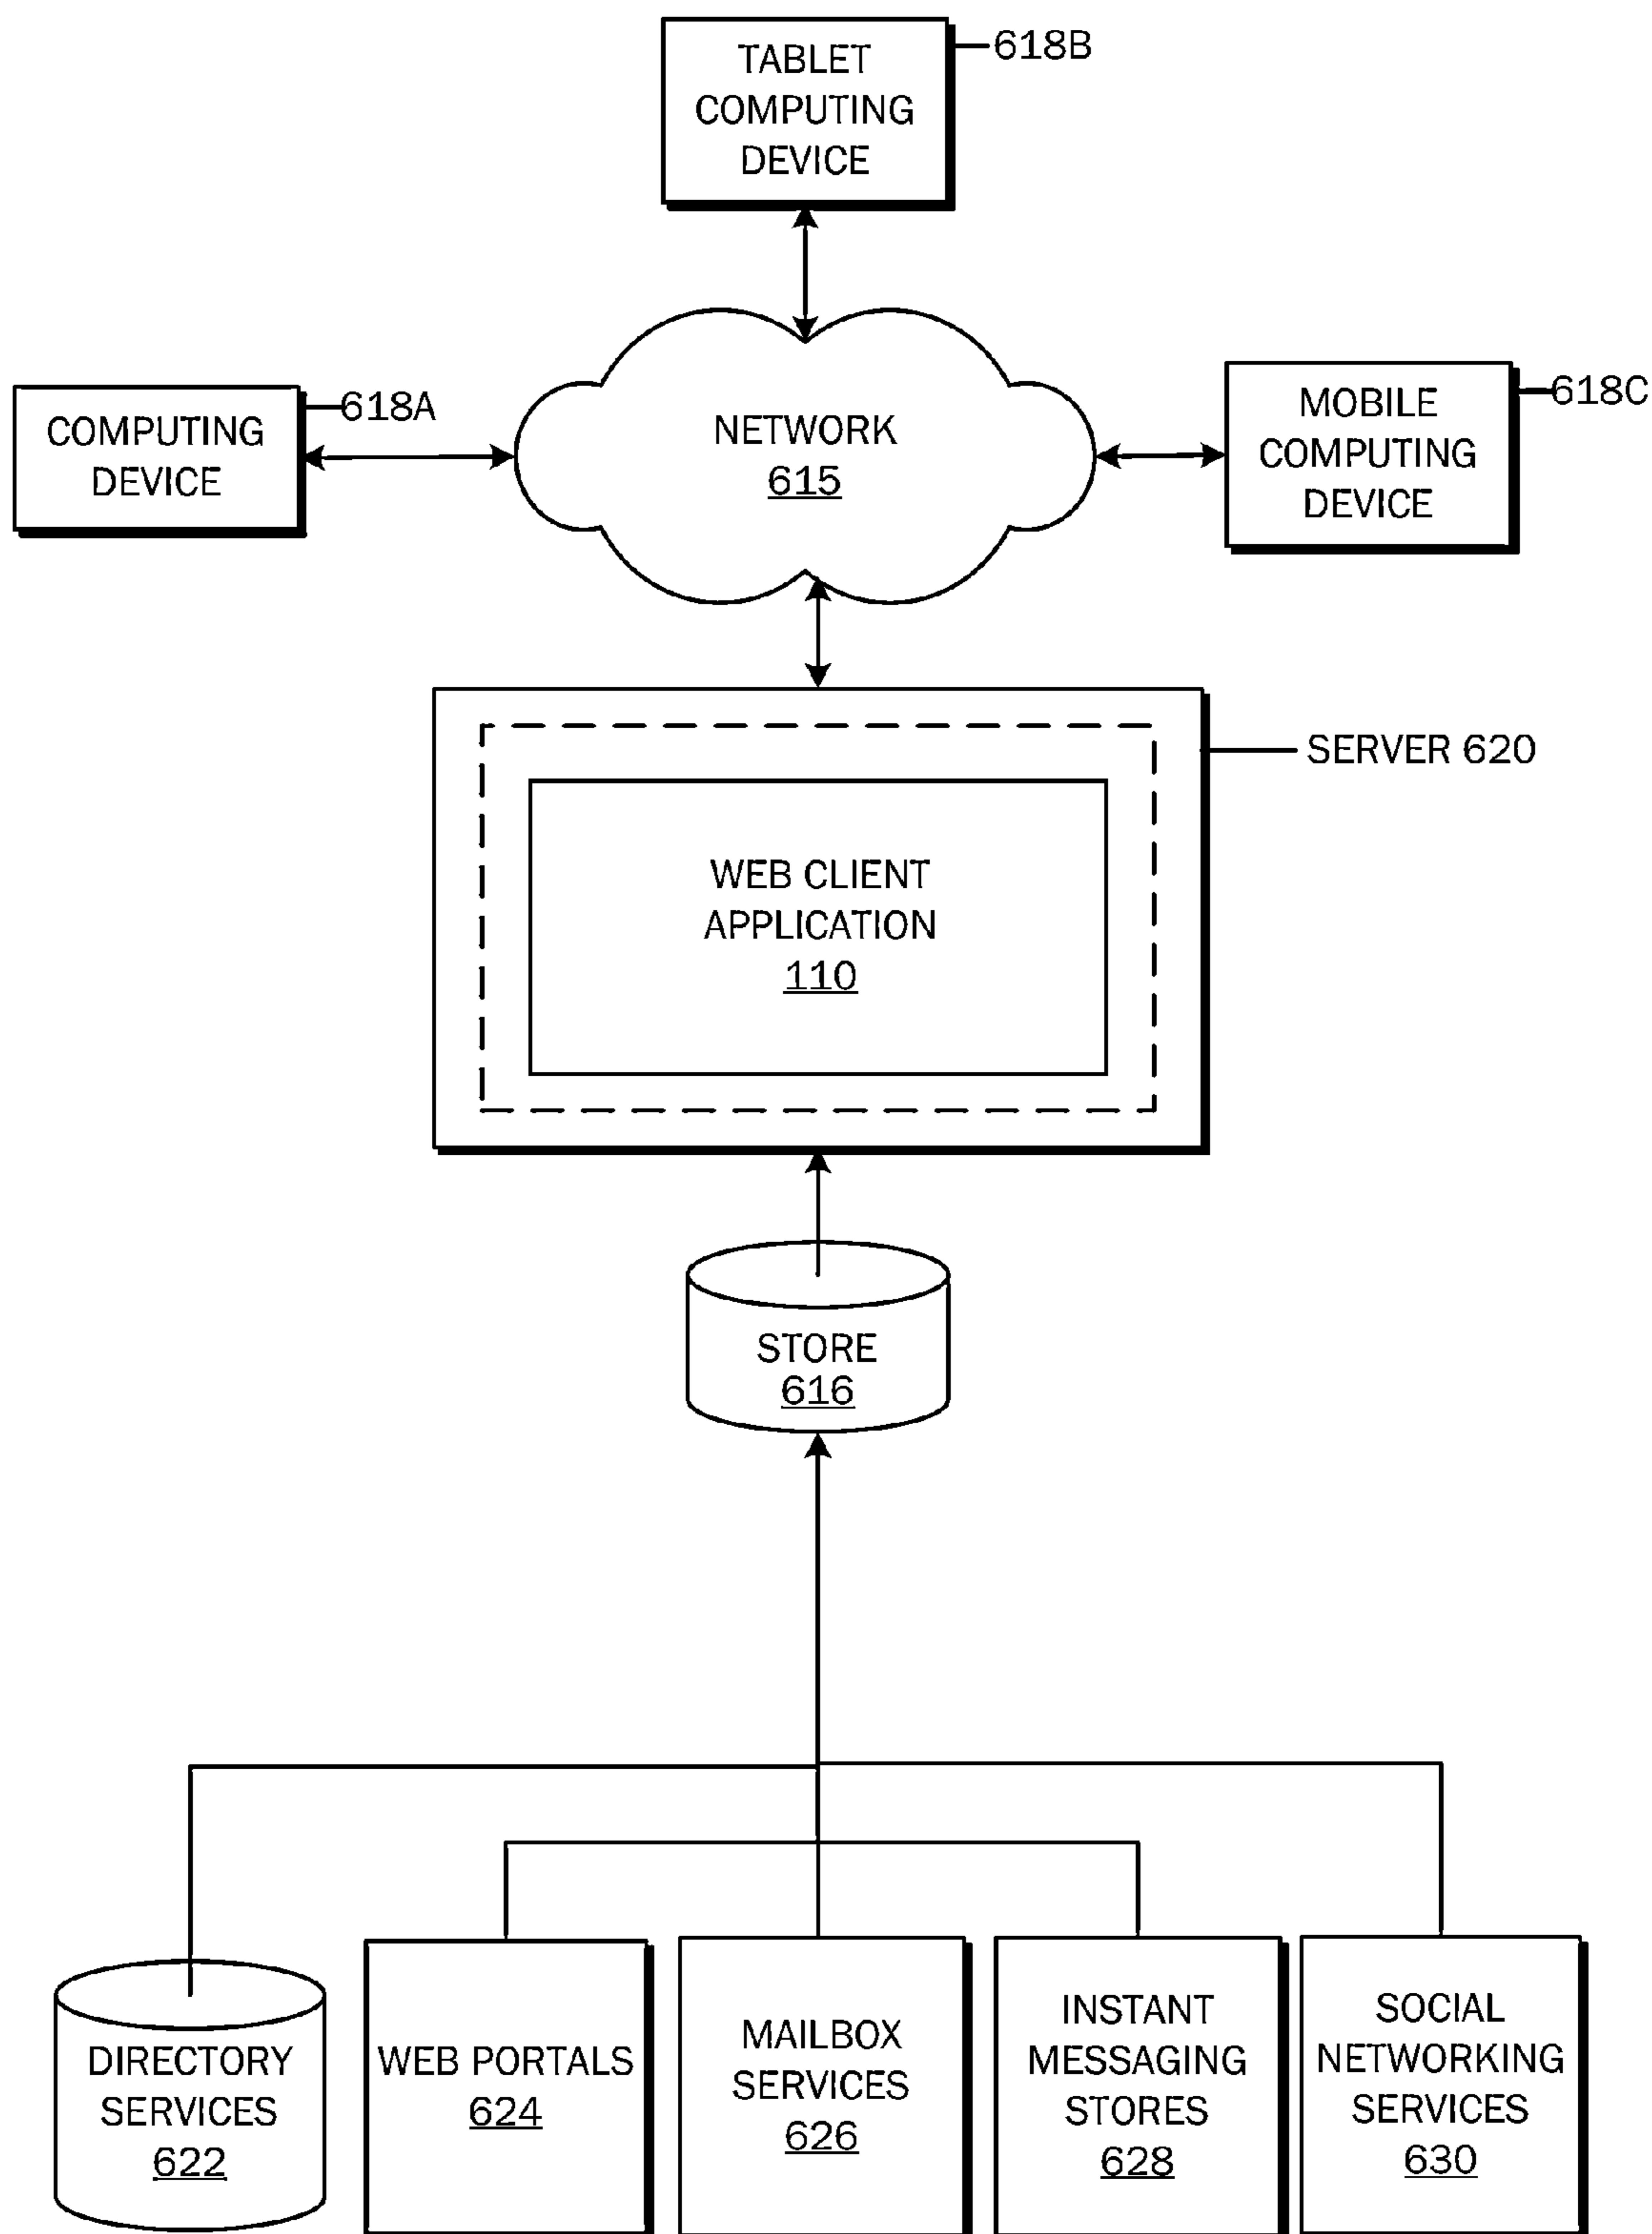 TABLET
COMPUTING
DEVICE
618B
COMPUTING
DEVICE
618A
NETWORK
615
MOBILE
COMPUTING
DEVICE
618C
SERVER 620
WEB CLIENT
APPLICATION
110
STORE
616
DIRECTORY
SERVICES
622
WEB PORTALS
624
MAILBOX
SERVICES
626
INSTANT
MESSAGING
STORES
628
SOCIAL
NETWORKING
SERVICES
630